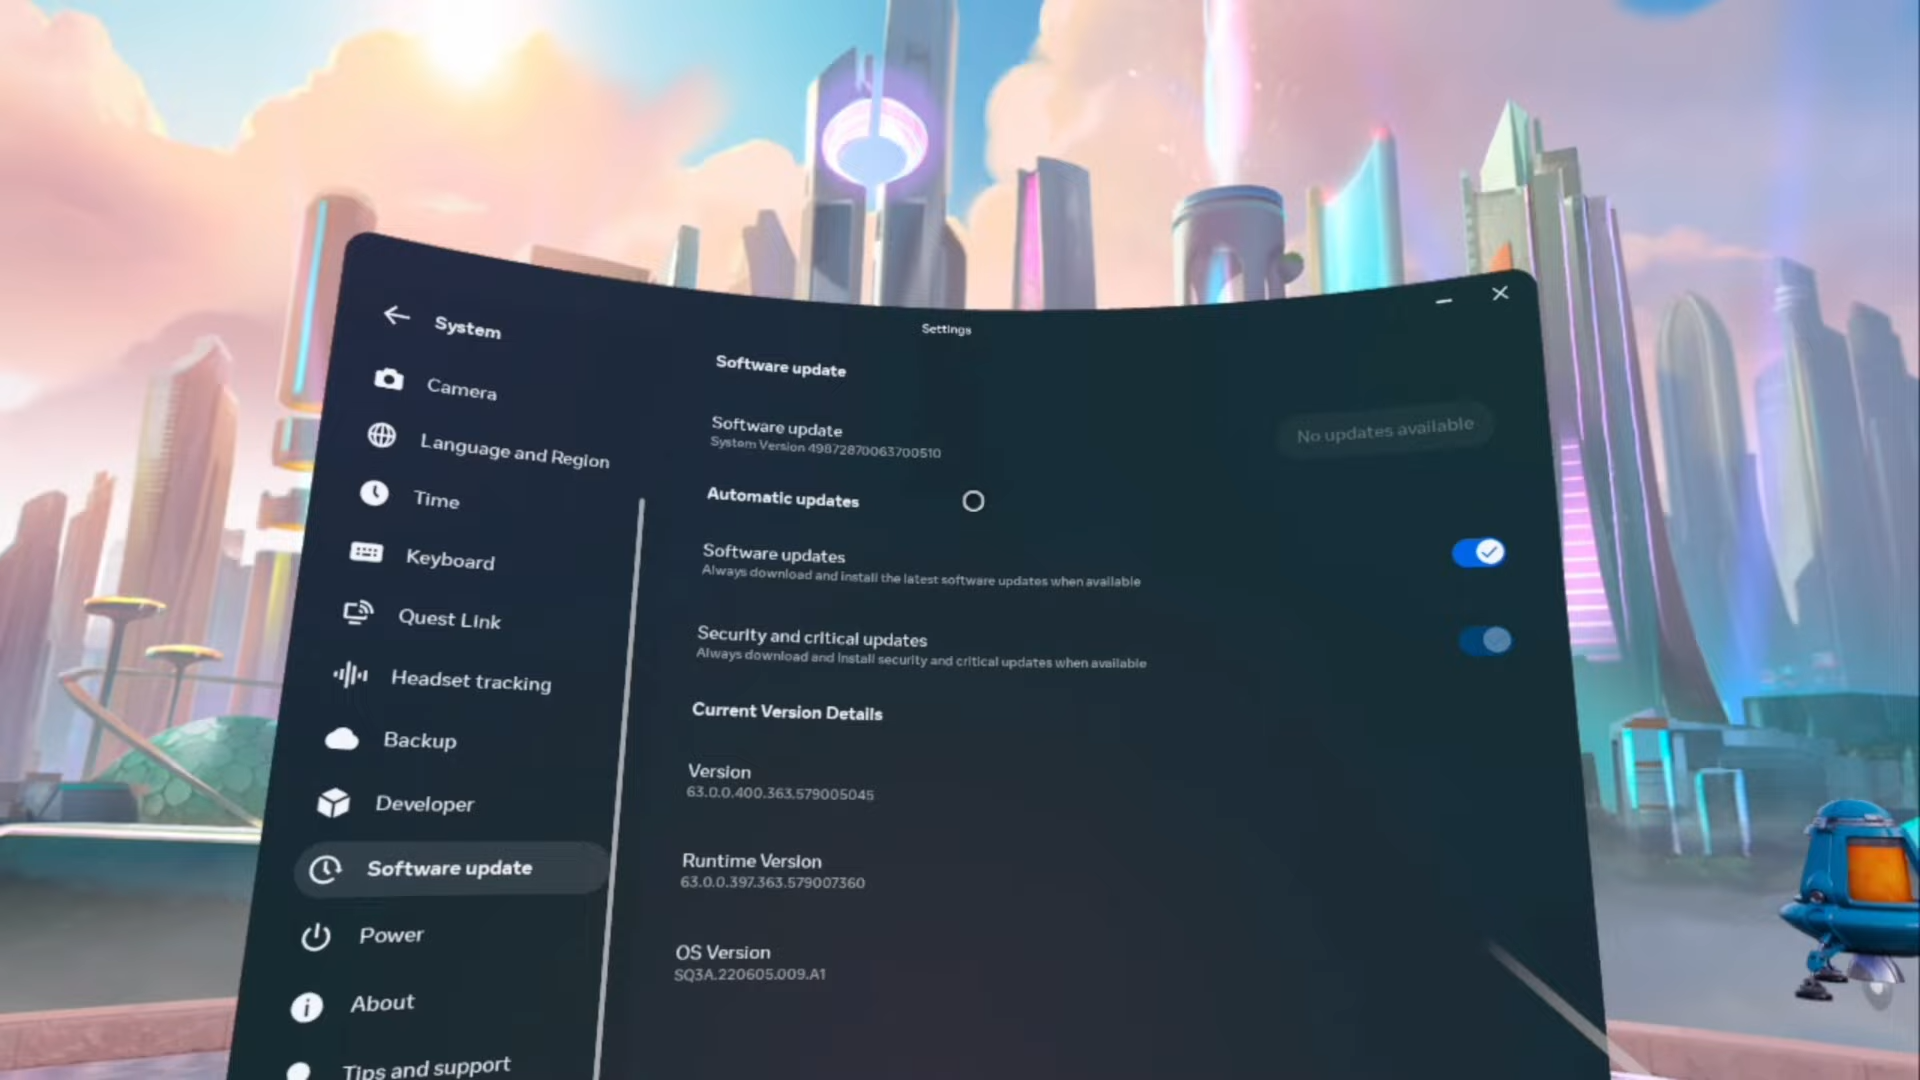 Settings
System
Camera
Language and Region
Time
Keyboard
Quest Link
Headset tracking
Backup
Developer
Software update
Power
About
Tips and support
Software update
Software update
System Version 49872870063700510
No updates available
Automatic updates
Software updates
Always download and install the latest software updates when available
Security and critical updates
Always download and install security and critical updates when available
Current Version Details
Version
63.0.0.400.363.579005045
Runtime Version
63.0.0.397.363.579007360
OS Version
SQ3A.220605.009.A1